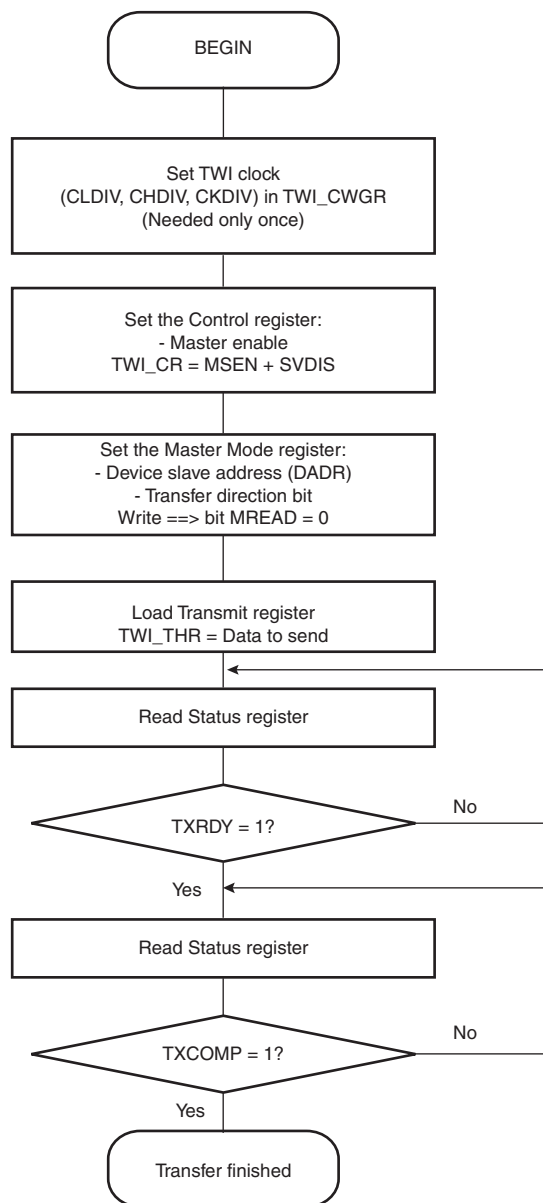 BEGIN
Set TWI clock
(CLDIV, CHDIV, CKDIV) in TWI_CWGR
(Needed only once)
Set the Control register:
- Master enable
TWI_CR = MSEN + SVDIS
Set the Master Mode register:
- Device slave address (DADR)
- Transfer direction bit
Write ==> bit MREAD = 0
Load Transmit register
TWI_THR = Data to send
Read Status register
TXRDY = 1?
No
Yes
Read Status register
TXCOMP = 1?
No
Yes
Transfer finished